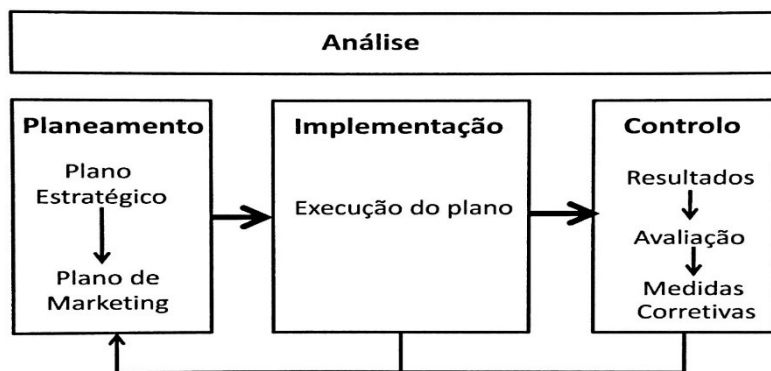 Análise
Planeamento
Plano
Estratégico
Plano de
Marketing
Implementação
Execução do plano
Controlo
Resultados
Avaliação
Medidas
Corretivas